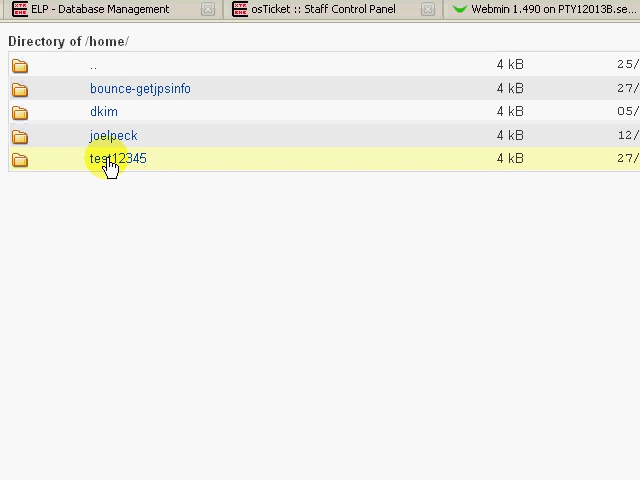 ELP - Database Management osTicket :: Staff Control Panel Webmin 1.490 on PTY12013B.se...
Directory of /home/
.. 4 kB 25/
bounce-getjpsinfo 4 kB 27/
dkim 4 kB 05/
joelpeck 4 kB 12/
test12345 4 kB 27/